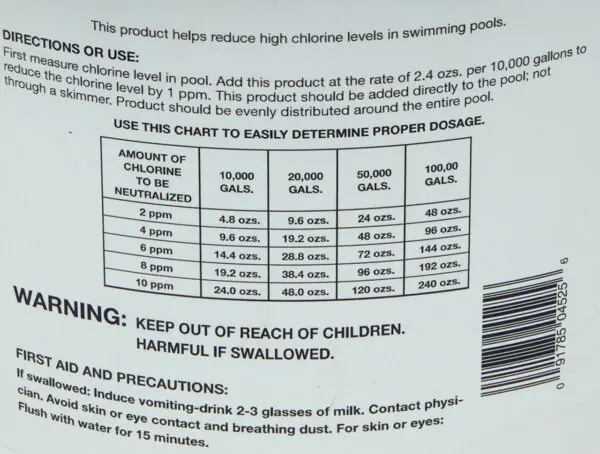 This product helps reduce high chlorine levels in swimming pools.
DIRECTIONS OR USE:
First measure chlorine level in pool. Add this product at the rate of 2.4 ozs. per 10,000 gallons to
reduce the chlorine level by 1 ppm. This product should be added directly to the pool; not
through a skimmer. Product should be evenly distributed around the entire pool.
USE THIS CHART TO EASILY DETERMINE PROPER DOSAGE.
AMOUNT OF
CHLORINE
TO BE
NEUTRALIZED
10,000
GALS.
20,000
GALS.
50,000
GALS.
100,00
GALS.
2 ppm 4.8 ozs. 9.6 ozs. 24 ozs. 48 ozs.
4 ppm 9.6 ozs. 19.2 ozs. 48 ozs. 96 ozs.
6 ppm 14.4 ozs. 28.8 ozs. 72 ozs. 144 ozs.
8 ppm 19.2 ozs. 38.4 ozs. 96 ozs. 192 ozs.
10 ppm 24.0 ozs. 48.0 ozs. 120 ozs. 240 ozs.
WARNING: KEEP OUT OF REACH OF CHILDREN.
HARMFUL IF SWALLOWED.
FIRST AID AND PRECAUTIONS:
If swallowed: Induce vomiting-drink 2-3 glasses of milk. Contact physi-
cian. Avoid skin or eye contact and breathing dust. For skin or eyes:
Flush with water for 15 minutes.
0 91785 04525 6